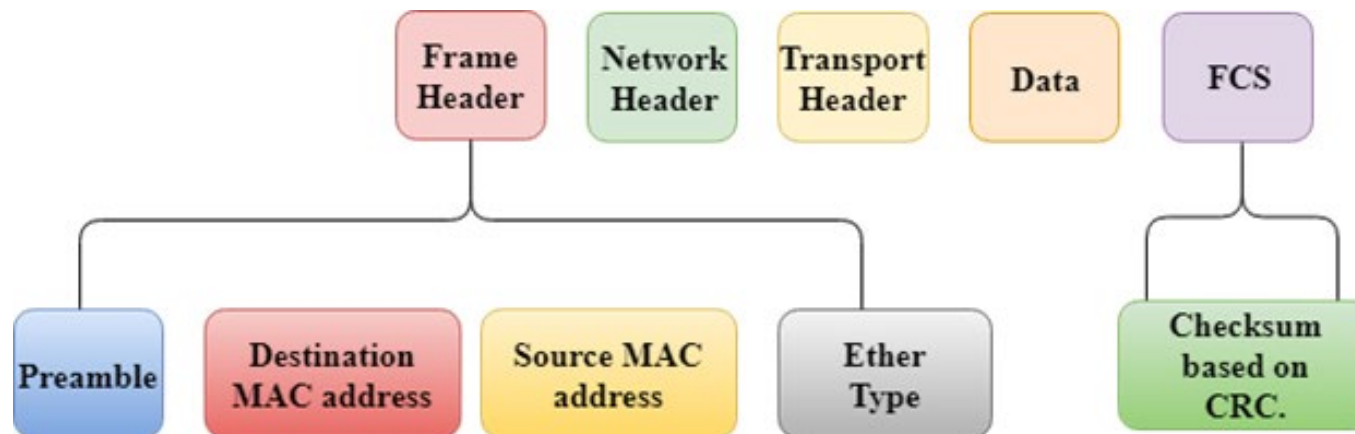 Frame
Header
Network
Header
Transport
Header
Data
FCS
Preamble
Destination
MAC address
Source MAC
address
Ether
Type
Checksum
based on
CRC.